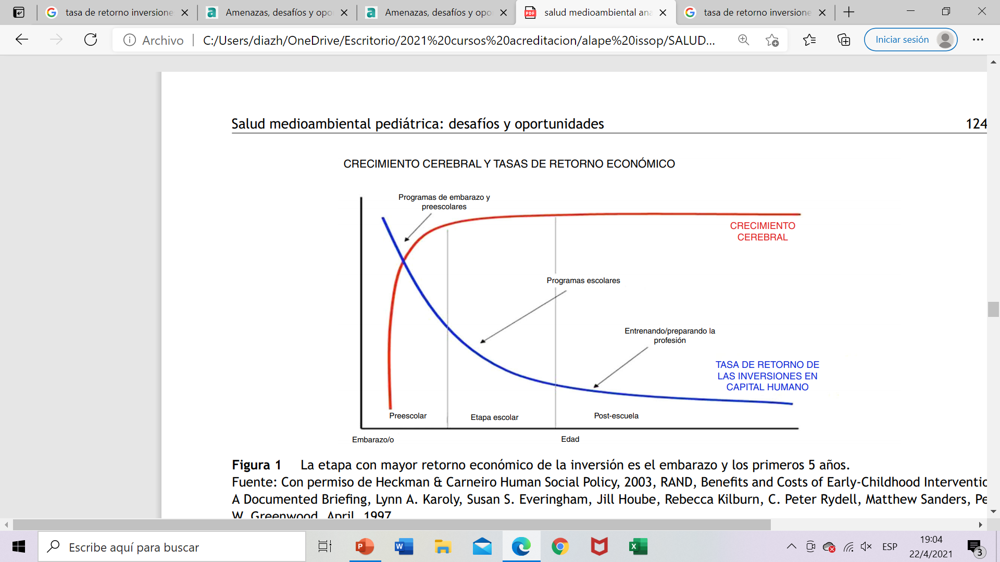 tasa de retorno inversione
Amenazas, desafíos y opo
Amenazas, desafíos y opo
salud medioambiental ana
tasa de retorno inversione
Archivo
C:/Users/diazh/OneDrive/Escritorio/2021%20cursos%20acreditacion/alape%20issop/SALUD...
Iniciar sesión
Salud medioambiental pediátrica: desafíos y oportunidades
124
CRECIMIENTO CEREBRAL Y TASAS DE RETORNO ECONÓMICO
Programas de embarazo y
preescolares
CRECIMIENTO
CEREBRAL
Programas escolares
Entrenando/preparando la
profesión
TASA DE RETORNO DE
LAS INVERSIONES EN
CAPITAL HUMANO
Preescolar
Etapa escolar
Post-escuela
Embarazo/o
Edad
Figura 1 La etapa con mayor retorno económico de la inversión es el embarazo y los primeros 5 años.
Fuente: Con permiso de Heckman & Carneiro Human Social Policy, 2003, RAND, Benefits and Costs of Early-Childhood Interventio
A Documented Briefing, Lynn A. Karoly, Susan S. Everingham, Jill Hoube, Rebecca Kilburn, C. Peter Rydell, Matthew Sanders, Pe
W. Greenwood, April, 1997
Escribe aquí para buscar
ESP
19:04
22/4/2021
3